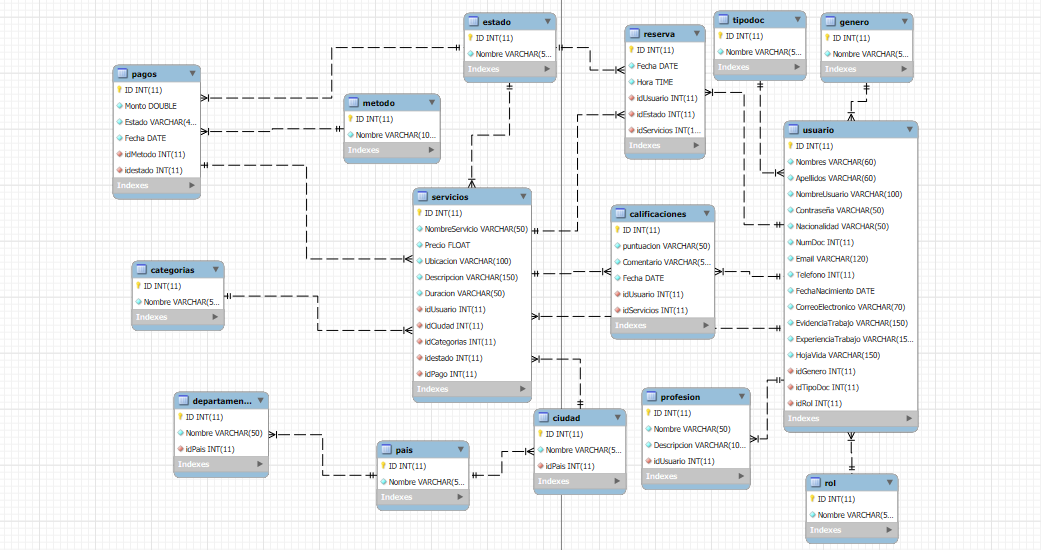 estado
ID INT(11)
Nombre VARCHAR(5...
Indexes
reserva
ID INT(11)
Fecha DATE
Hora TIME
idUsuario INT(11)
idEstado INT(11)
idServicios INT(1...
Indexes
tipodoc
ID INT(11)
Nombre VARCHAR(5...
Indexes
genero
ID INT(11)
Nombre VARCHAR(5...
Indexes
pagos
ID INT(11)
Monto DOUBLE
Estado VARCHAR(4...
Fecha DATE
idMetodo INT(11)
idestado INT(11)
Indexes
metodo
ID INT(11)
Nombre VARCHAR(10...
Indexes
usuario
ID INT(11)
Nombres VARCHAR(60)
Apellidos VARCHAR(60)
NombreUsuario VARCHAR(100)
Contraseña VARCHAR(50)
Nacionalidad VARCHAR(50)
NumDoc INT(11)
Email VARCHAR(120)
Telefono INT(11)
FechaNacimiento DATE
CorreoElectronico VARCHAR(70)
EvidenciaTrabajo VARCHAR(150)
ExperienciaTrabajo VARCHAR(15...
HojaVida VARCHAR(150)
idGenero INT(11)
idTipoDoc INT(11)
idRol INT(11)
Indexes
servicios
ID INT(11)
NombreServicio VARCHAR(50)
Precio FLOAT
Ubicacion VARCHAR(100)
Descripcion VARCHAR(150)
Duracion VARCHAR(50)
idUsuario INT(11)
idCiudad INT(11)
idCategorias INT(11)
idestado INT(11)
idPago INT(11)
Indexes
calificaciones
ID INT(11)
puntuacion VARCHAR(50)
Comentario VARCHAR(5...
Fecha DATE
idUsuario INT(11)
idServicios INT(11)
Indexes
categorias
ID INT(11)
Nombre VARCHAR(5...
Indexes
departamen...
ID INT(11)
Nombre VARCHAR(50)
idPais INT(11)
Indexes
pais
ID INT(11)
Nombre VARCHAR(5...
Indexes
ciudad
ID INT(11)
Nombre VARCHAR(5...
idPais INT(11)
Indexes
profesion
ID INT(11)
Nombre VARCHAR(50)
Descripcion VARCHAR(10...
idUsuario INT(11)
Indexes
rol
ID INT(11)
Nombre VARCHAR(5...
Indexes